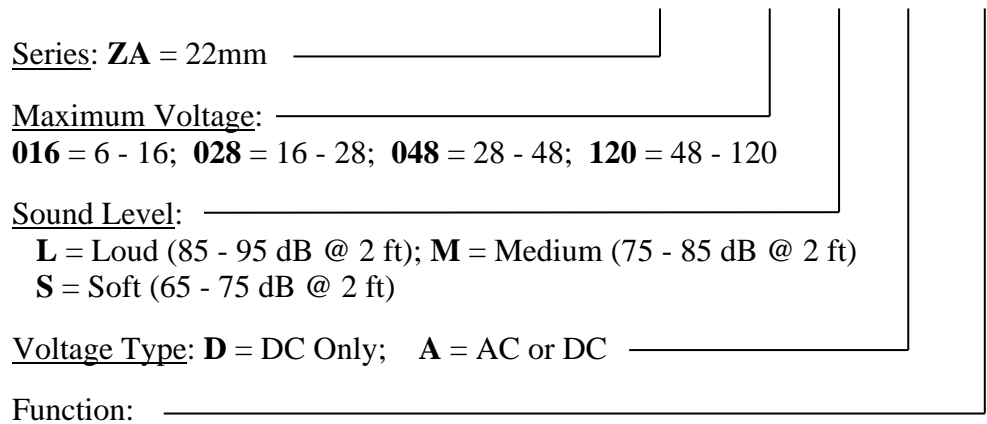 Series: ZA = 22mm
Maximum Voltage:
016 = 6 - 16; 028 = 16 - 28; 048 = 28 - 48; 120 = 48 - 120
Sound Level:
L = Loud (85 - 95 dB @ 2 ft); M = Medium (75 - 85 dB @ 2 ft)
S = Soft (65 - 75 dB @ 2 ft)
Voltage Type: D = DC Only; A = AC or DC
Function: